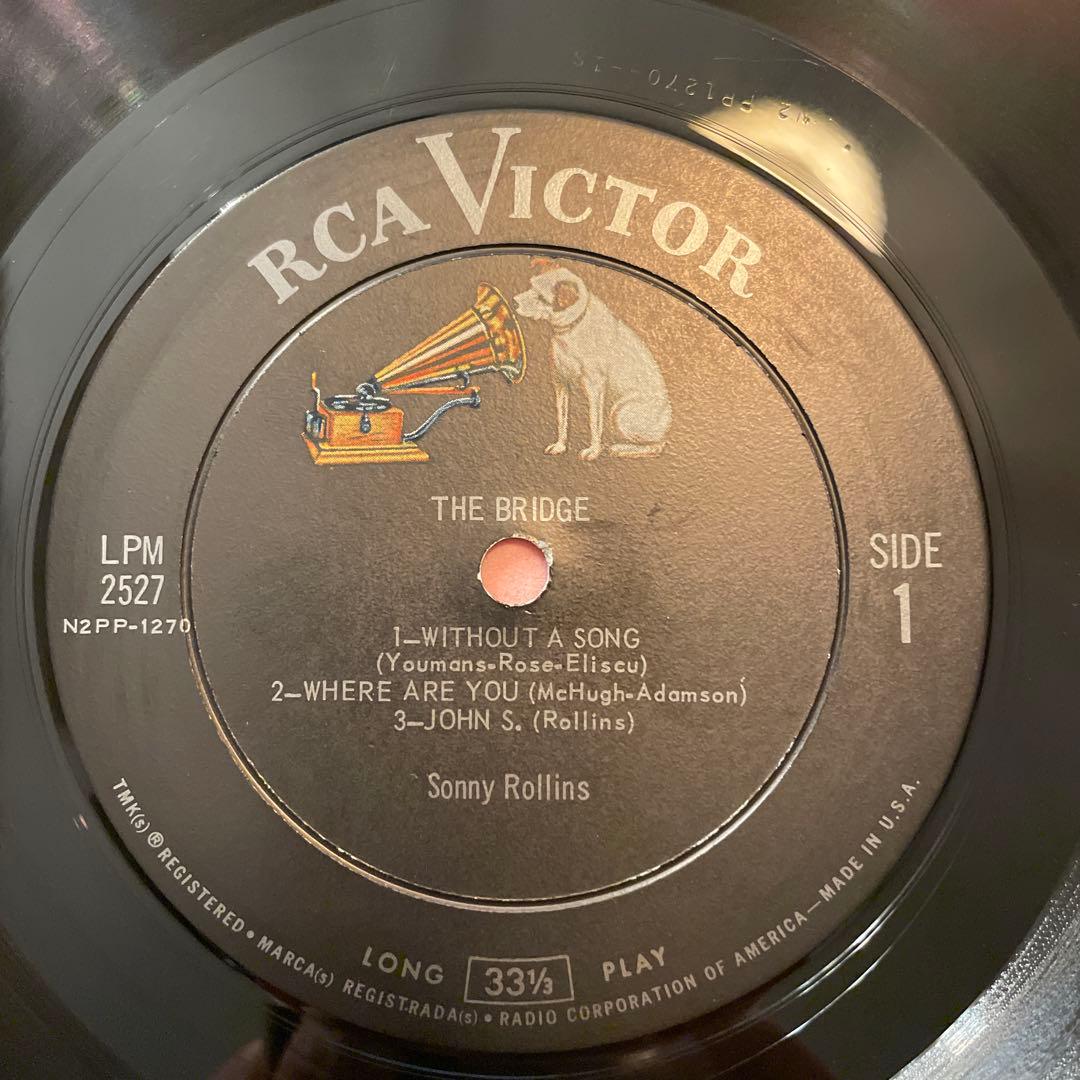 RCA VICTOR
THE BRIDGE
LPM
2527
N2PP-1270
SIDE
1
1—WITHOUT A SONG
(Youmans-Rose-Eliscu)
2—WHERE ARE YOU (McHugh-Adamson)
3—JOHN S. (Rollins)
Sonny Rollins
LONG 33⅓ PLAY
TMK(s) ® REGISTERED • MARCA(s) REGISTRADA(s) • RADIO CORPORATION OF AMERICA—MADE IN U.S.A.